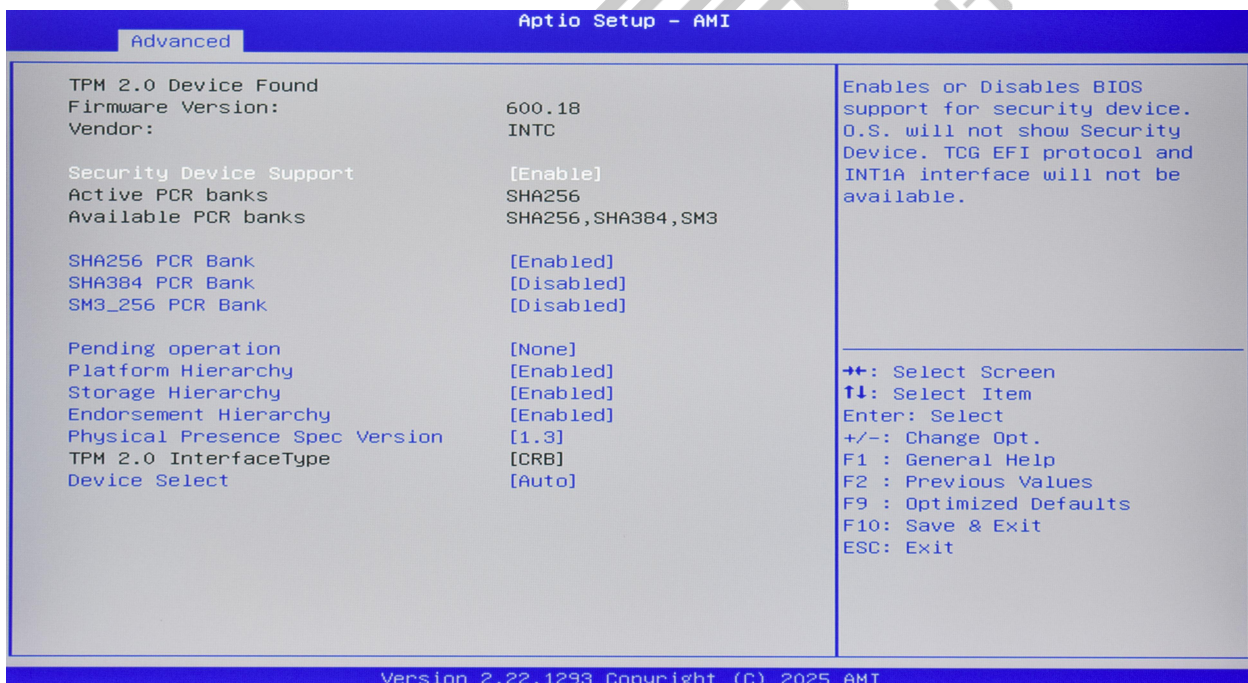 Aptio Setup – AMI
Advanced
TPM 2.0 Device Found
Firmware Version: 600.18
Vendor: INTC
Security Device Support [Enable]
Active PCR banks SHA256
Available PCR banks SHA256,SHA384,SM3
SHA256 PCR Bank [Enabled]
SHA384 PCR Bank [Disabled]
SM3_256 PCR Bank [Disabled]
Pending operation [None]
Platform Hierarchy [Enabled]
Storage Hierarchy [Enabled]
Endorsement Hierarchy [Enabled]
Physical Presence Spec Version [1.3]
TPM 2.0 InterfaceType [CRB]
Device Select [Auto]
Enables or Disables BIOS
support for security device.
O.S. will not show Security
Device. TCG EFI protocol and
INT1A interface will not be
available.
→←: Select Screen
↑↓: Select Item
Enter: Select
+/-: Change Opt.
F1 : General Help
F2 : Previous Values
F9 : Optimized Defaults
F10: Save & Exit
ESC: Exit
Version 2.22.1293 Copyright (C) 2025 AMI